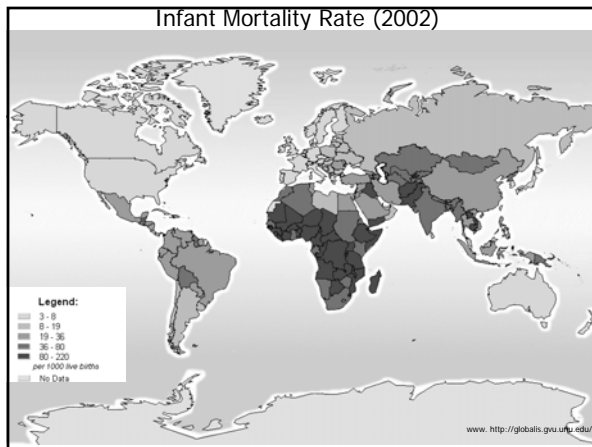 Infant Mortality Rate (2002)
Legend:
3 - 8
8 - 19
19 - 36
36 - 80
80 - 220
per 1000 live births
No Data
www. http://globalis.gvu.unu.edu/